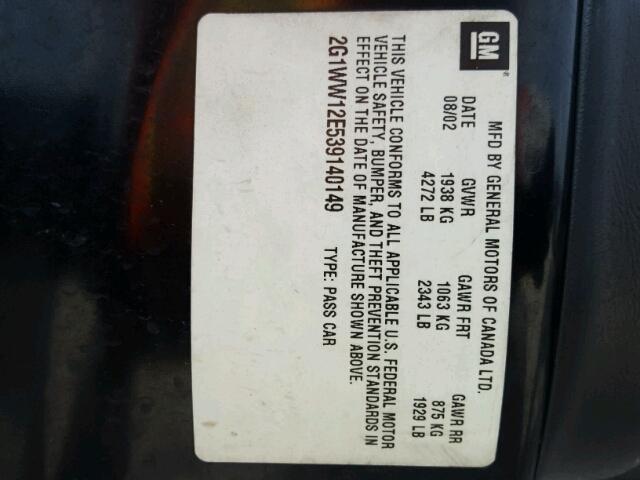 GM®
MFD BY GENERAL MOTORS OF CANADA LTD.
DATE GVWR GAWR FRT GAWR RR
08/02 1938 KG 1063 KG 875 KG
4272 LB 2343 LB 1929 LB
THIS VEHICLE CONFORMS TO ALL APPLICABLE U.S. FEDERAL MOTOR
VEHICLE SAFETY, BUMPER, AND THEFT PREVENTION STANDARDS IN
EFFECT ON THE DATE OF MANUFACTURE SHOWN ABOVE.
2G1WW12E539140149 TYPE: PASS CAR